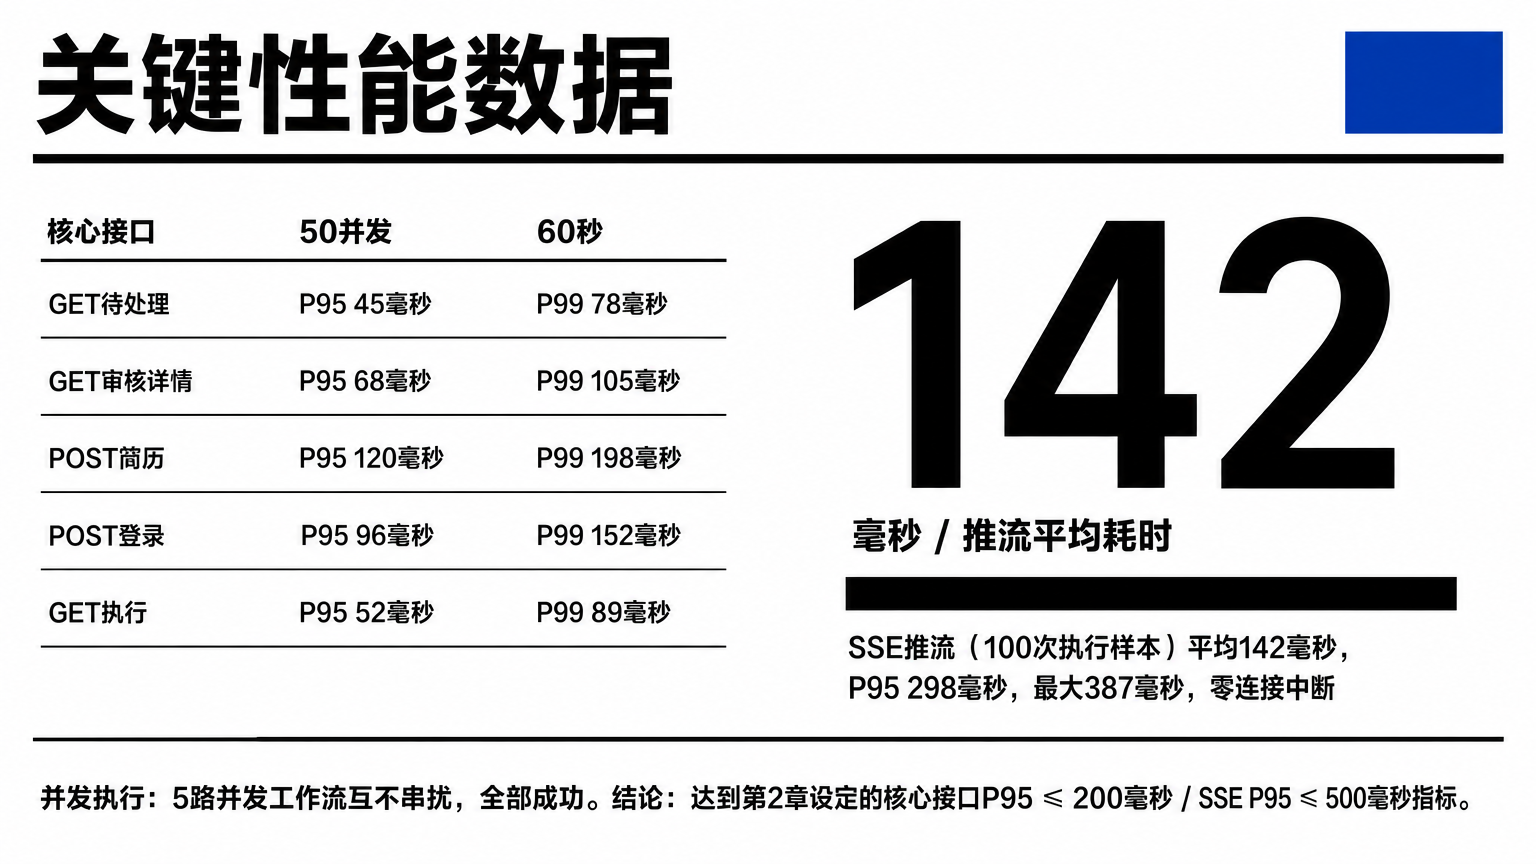 关键性能数据
核心接口 50并发 60秒
GET待处理 P95 45毫秒 P99 78毫秒
GET审核详情 P95 68毫秒 P99 105毫秒
POST简历 P95 120毫秒 P99 198毫秒
POST登录 P95 96毫秒 P99 152毫秒
GET执行 P95 52毫秒 P99 89毫秒
142
毫秒 / 推流平均耗时
SSE推流（100次执行样本）平均142毫秒，
P95 298毫秒，最大387毫秒，零连接中断
并发执行：5路并发工作流互不串扰，全部成功。结论：达到第2章设定的核心接口P95 ≤ 200毫秒 / SSE P95 ≤ 500毫秒指标。